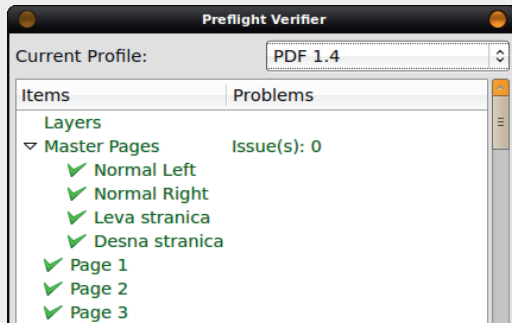 Preflight Verifier
Current Profile: PDF 1.4
Items Problems
Layers
Master Pages Issue(s): 0
Normal Left
Normal Right
Leva stranica
Desna stranica
Page 1
Page 2
Page 3